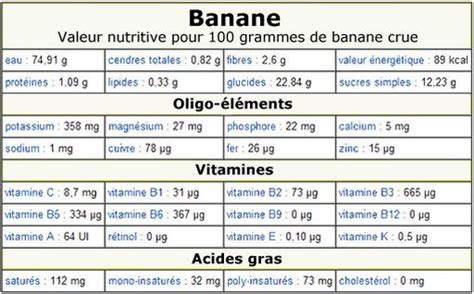 Banane
Valeur nutritive pour 100 grammes de banane crue
eau : 74,91 g cendres totales : 0,82 g fibres : 2,6 g valeur énergétique : 89 kcal
protéines : 1,09 g lipides : 0,33 g glucides : 22,84 g sucres simples : 12,23 g
Oligo-éléments
potassium : 358 mg magnésium : 27 mg phosphore : 22 mg calcium : 5 mg
sodium : 1 mg cuivre : 78 µg fer : 26 µg zinc : 15 µg
Vitamines
vitamine C : 8,7 mg vitamine B1 : 31 µg vitamine B2 : 73 µg vitamine B3 : 665 µg
vitamine B5 : 334 µg vitamine B6 : 367 µg vitamine B9 : 0 µg vitamine B12 : 0 µg
vitamine A : 64 UI rétinol : 0 µg vitamine E : 0,10 µg vitamine K : 0,5 µg
Acides gras
saturés : 112 mg mono-insaturés : 32 mg poly-insaturés : 73 mg cholestérol : 0 mg